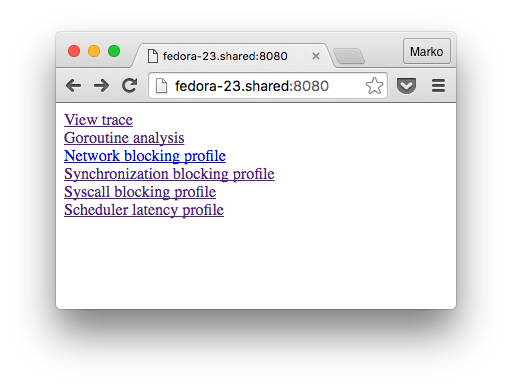 fedora-23.shared:8080
Marko
fedora-23.shared:8080
View trace
Goroutine analysis
Network blocking profile
Synchronization blocking profile
Syscall blocking profile
Scheduler latency profile